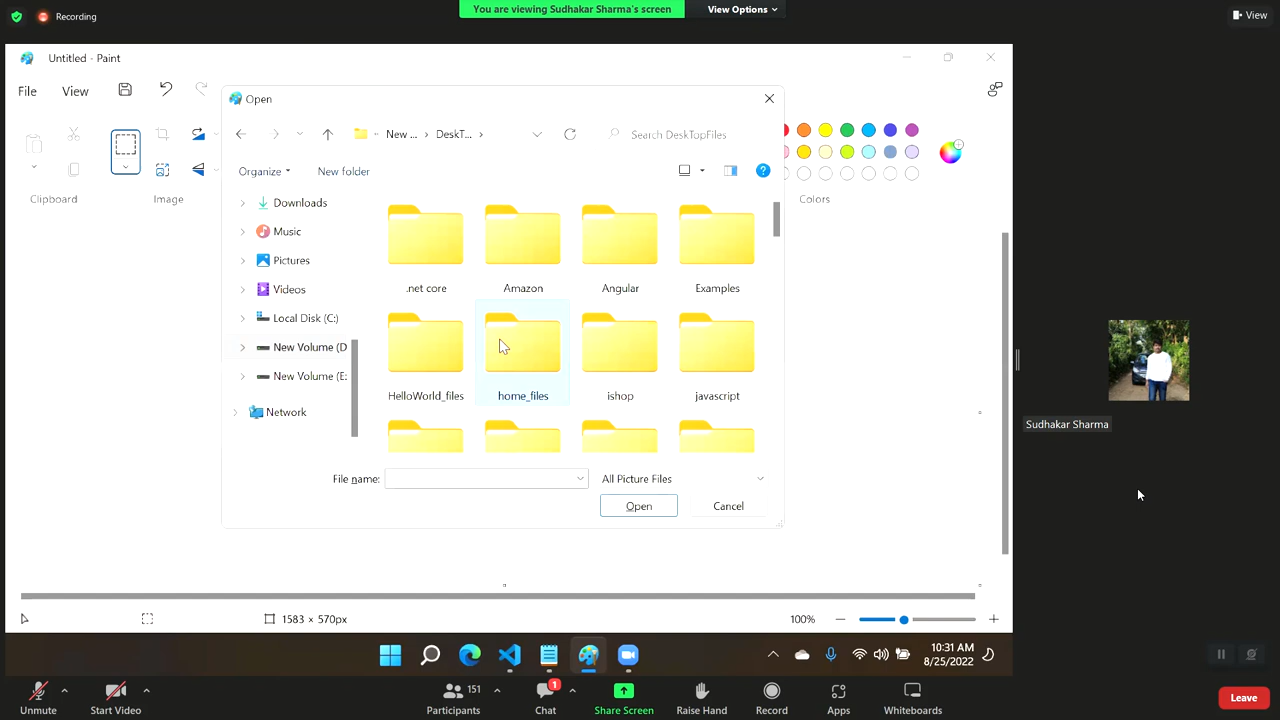 Recording
You are viewing Sudhakar Sharma's screen
View Options
View
Untitled - Paint
File
View
Open
New ...
DeskT...
Search DeskTopFiles
Organize
New folder
Clipboard
Image
Colors
Downloads
Music
Pictures
Videos
Local Disk (C:)
New Volume (D
New Volume (E:
Network
.net core
Amazon
Angular
Examples
HelloWorld_files
home_files
ishop
javascript
File name:
All Picture Files
Open
Cancel
Sudhakar Sharma
1583 × 570px
100%
10:31 AM
8/25/2022
Unmute
Start Video
151
Participants
1
Chat
Share Screen
Raise Hand
Record
Apps
Whiteboards
Leave